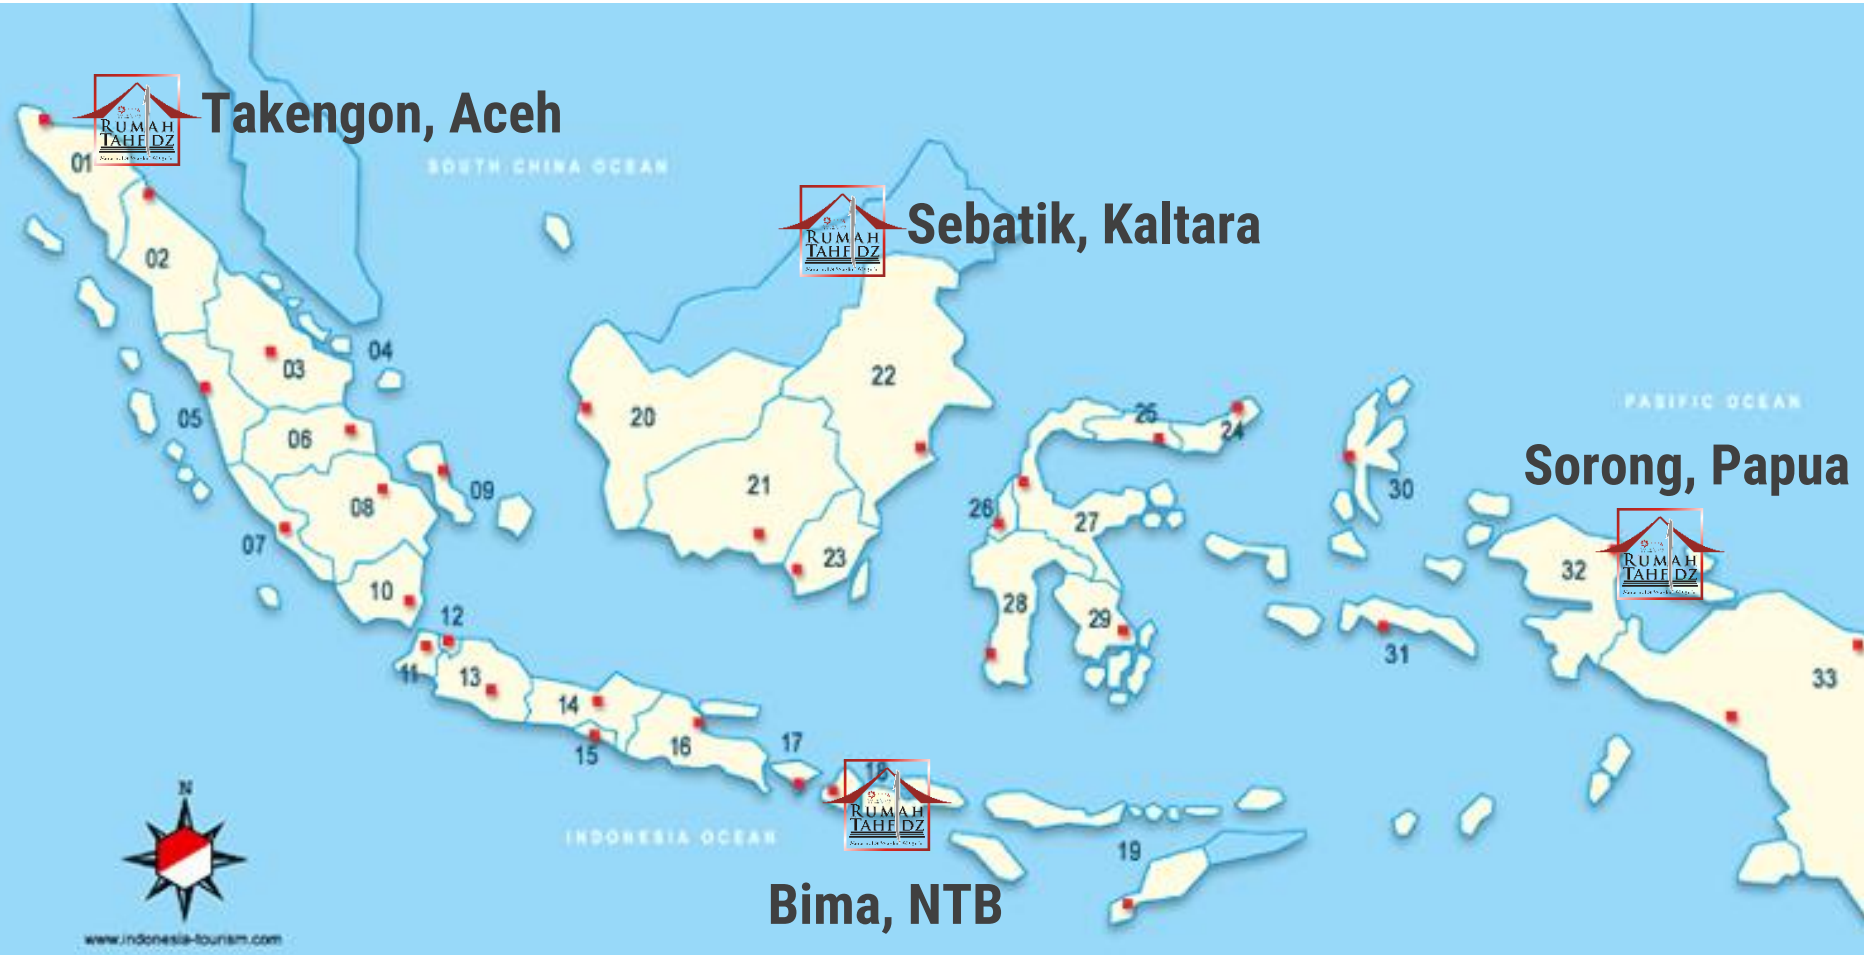 Takengon, Aceh
RUMAH
TAHFIDZ
01
SOUTH CHINA OCEAN
Sebatik, Kaltara
RUMAH
TAHFIDZ
02
03
04
05
06
07
08
09
10
11
12
13
14
15
16
17
18
19
20
21
22
23
24
25
26
27
28
29
30
31
PASIFIC OCEAN
Sorong, Papua
RUMAH
TAHFIDZ
32
33
RUMAH
TAHFIDZ
INDONESIA OCEAN
Bima, NTB
N
www.indonesia-tourism.com